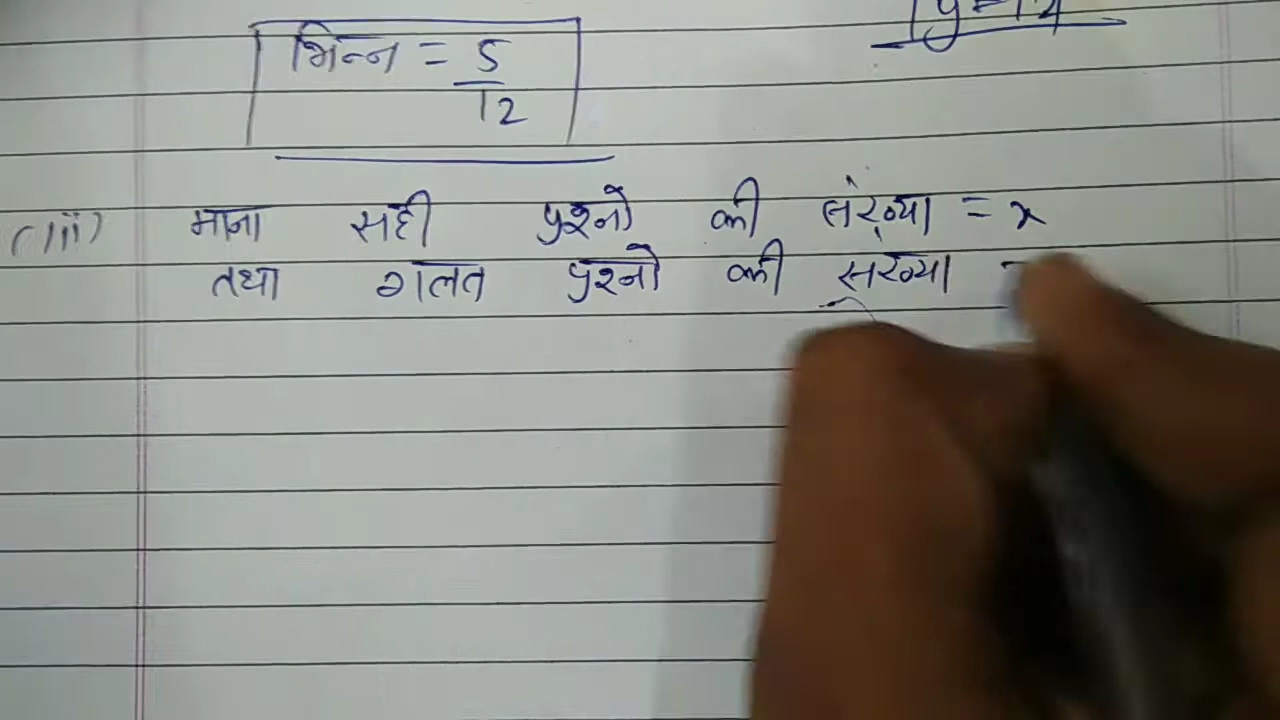 भिन्न = 5/12
(iii) माना सही प्रश्नो की संख्या = x
तथा गलत प्रश्नो की संख्या =